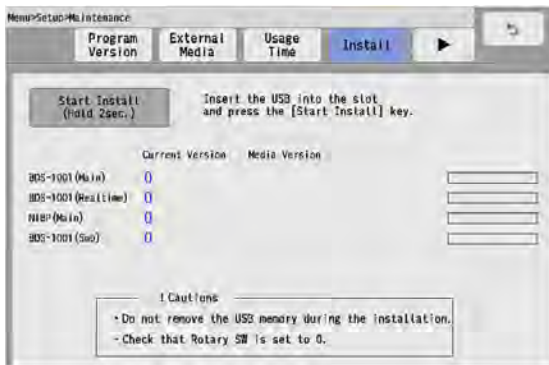 Menu>Setup>Maintenance
Program Version
External Media
Usage Time
Install
Start Install
(Hold 2sec.)
Insert the USB into the slot
and press the [Start Install] key.
Current Version Media Version
BDS-1001(Main) 0
BDS-1001(Realtime) 0
NIBP(Main) 0
BDS-1001(Sub) 0
! Cautions
・Do not remove the USB memory during the installation.
・Check that Rotary SW is set to 0.